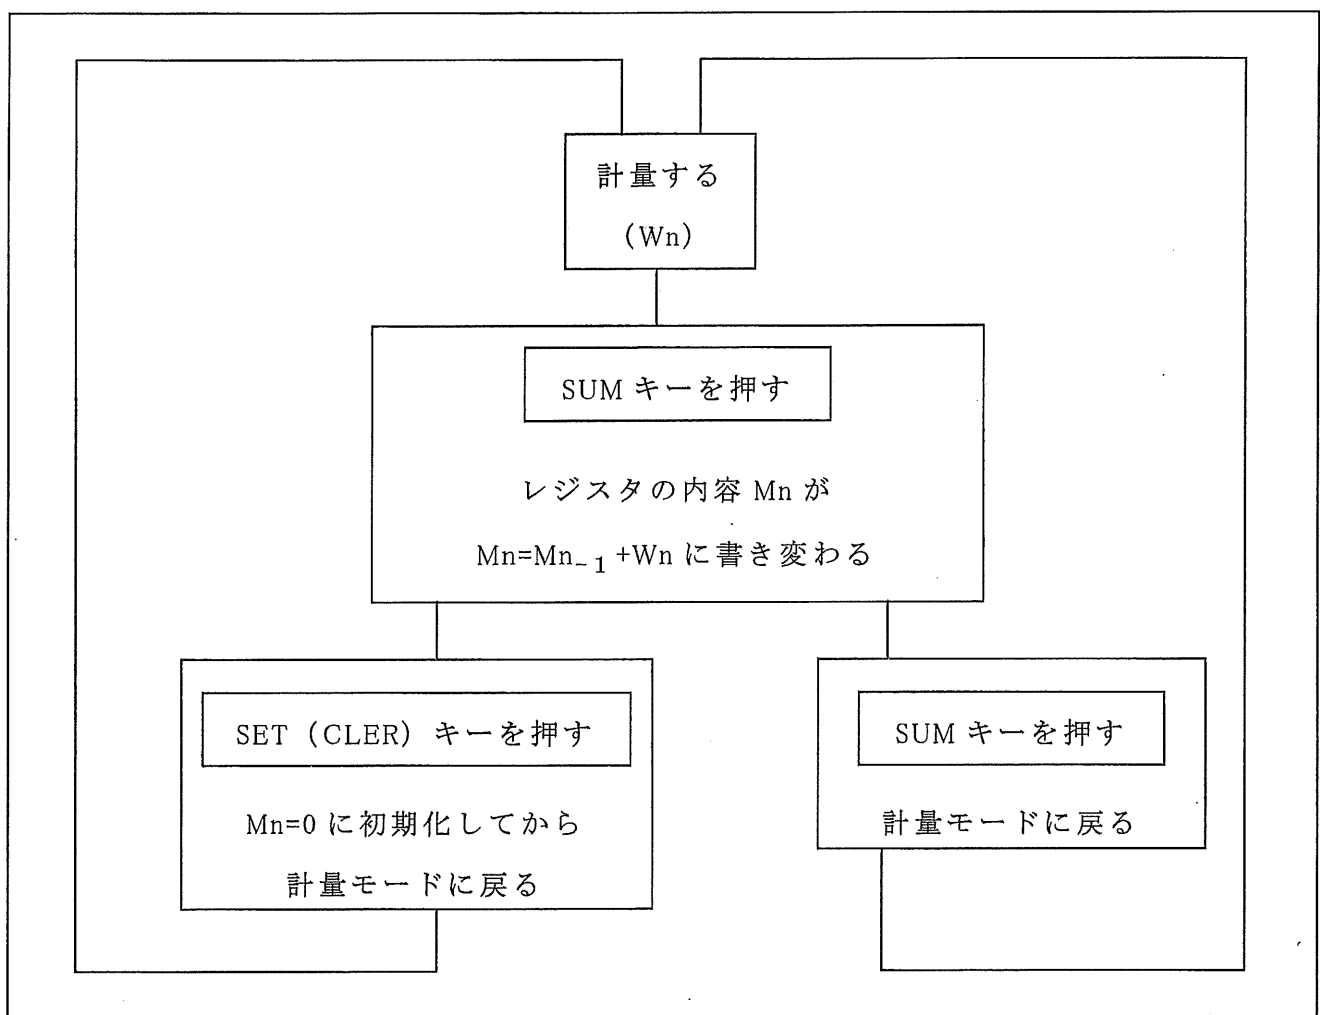 計量する
(Wn)
SUM キーを押す
レジスタの内容 Mn が
Mn=Mn-1+Wn に書き変わる
SET (CLER) キーを押す
Mn=0 に初期化してから
計量モードに戻る
SUM キーを押す
計量モードに戻る